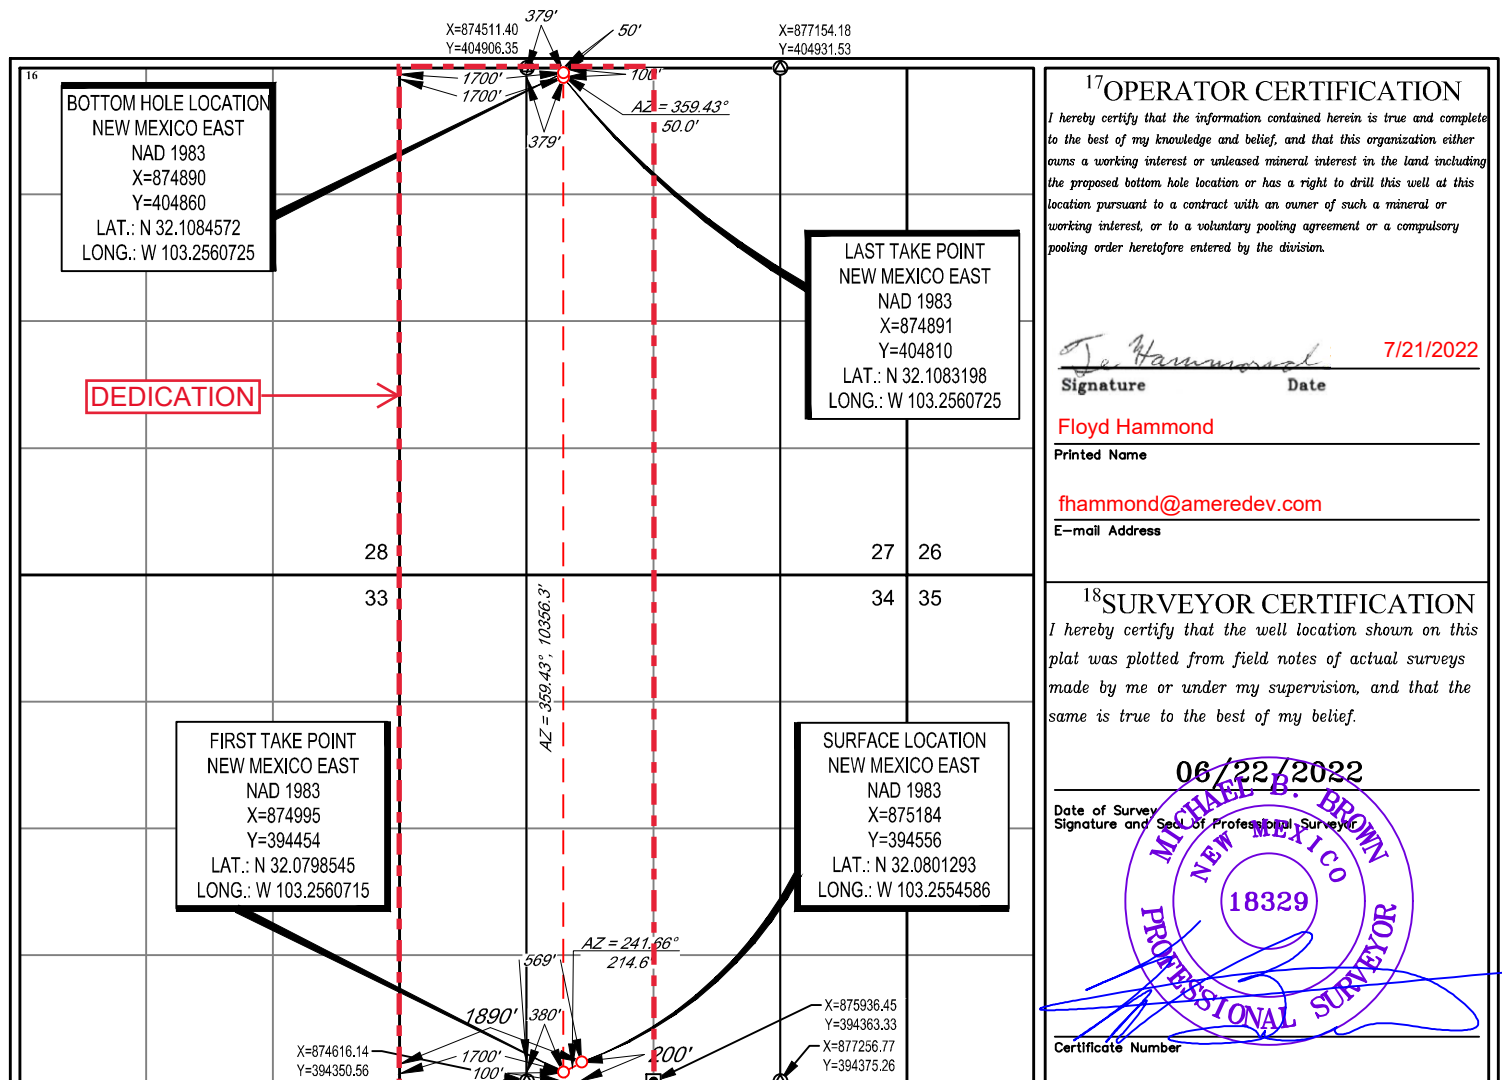 379'
50'
X=874511.40
Y=404906.35
X=877154.18
Y=404931.53
16
1700'
1700'
100'
AZ = 359.43°
50.0'
379'
BOTTOM HOLE LOCATION
NEW MEXICO EAST
NAD 1983
X=874890
Y=404860
LAT.: N 32.1084572
LONG.: W 103.2560725
LAST TAKE POINT
NEW MEXICO EAST
NAD 1983
X=874891
Y=404810
LAT.: N 32.1083198
LONG.: W 103.2560725
DEDICATION
28
27
26
33
34
35
AZ = 359.43°, 10356.3'
FIRST TAKE POINT
NEW MEXICO EAST
NAD 1983
X=874995
Y=394454
LAT.: N 32.0798545
LONG.: W 103.2560715
SURFACE LOCATION
NEW MEXICO EAST
NAD 1983
X=875184
Y=394556
LAT.: N 32.0801293
LONG.: W 103.2554586
AZ = 241.66°
214.6'
569'
1890'
380'
1700'
100'
200'
X=874616.14
Y=394350.56
X=875936.45
Y=394363.33
X=877256.77
Y=394375.26
17 OPERATOR CERTIFICATION
I hereby certify that the information contained herein is true and complete
to the best of my knowledge and belief, and that this organization either
owns a working interest or unleased mineral interest in the land including
the proposed bottom hole location or has a right to drill this well at this
location pursuant to a contract with an owner of such a mineral or
working interest, or to a voluntary pooling agreement or a compulsory
pooling order heretofore entered by the division.
7/21/2022
Signature Date
Floyd Hammond
Printed Name
fhammond@ameredev.com
E-mail Address
18 SURVEYOR CERTIFICATION
I hereby certify that the well location shown on this
plat was plotted from field notes of actual surveys
made by me or under my supervision, and that the
same is true to the best of my belief.
06/22/2022
Date of Survey
Signature and Seal of Professional Surveyor
MICHAEL B. BROWN
NEW MEXICO
18329
PROFESSIONAL SURVEYOR
Certificate Number